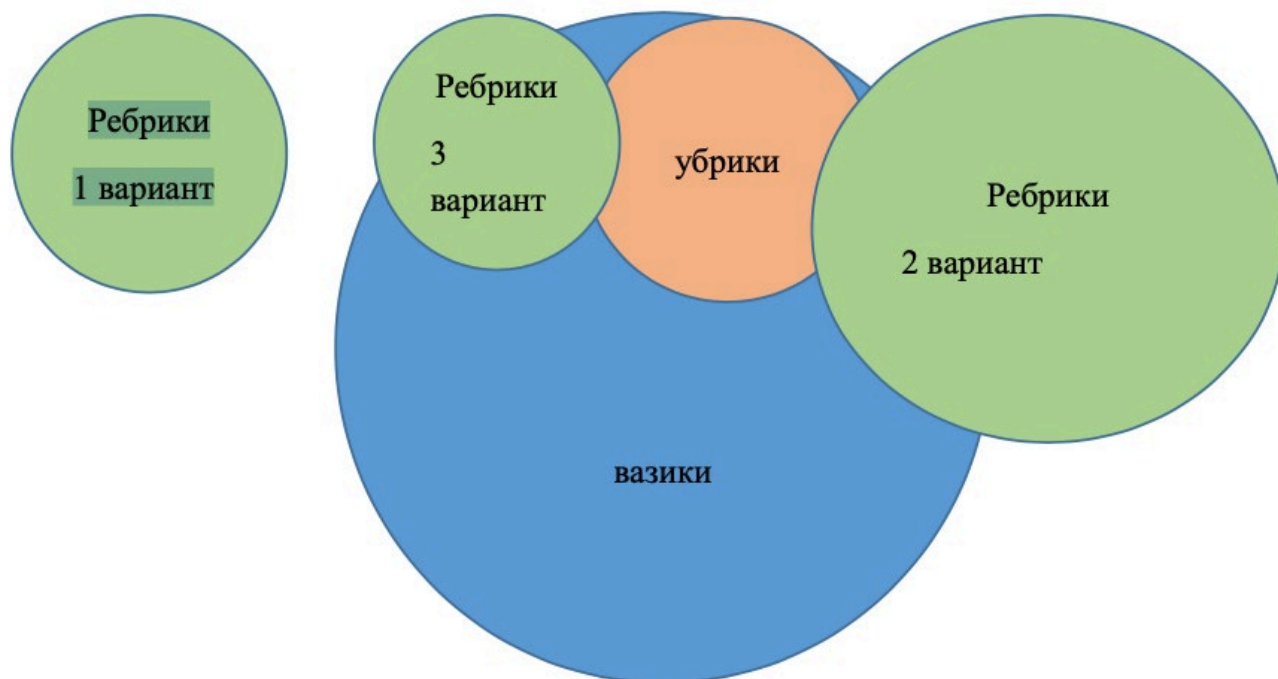 Ребрики
1 вариант
Ребрики
3
вариант
убрики
Ребрики
2 вариант
вазики